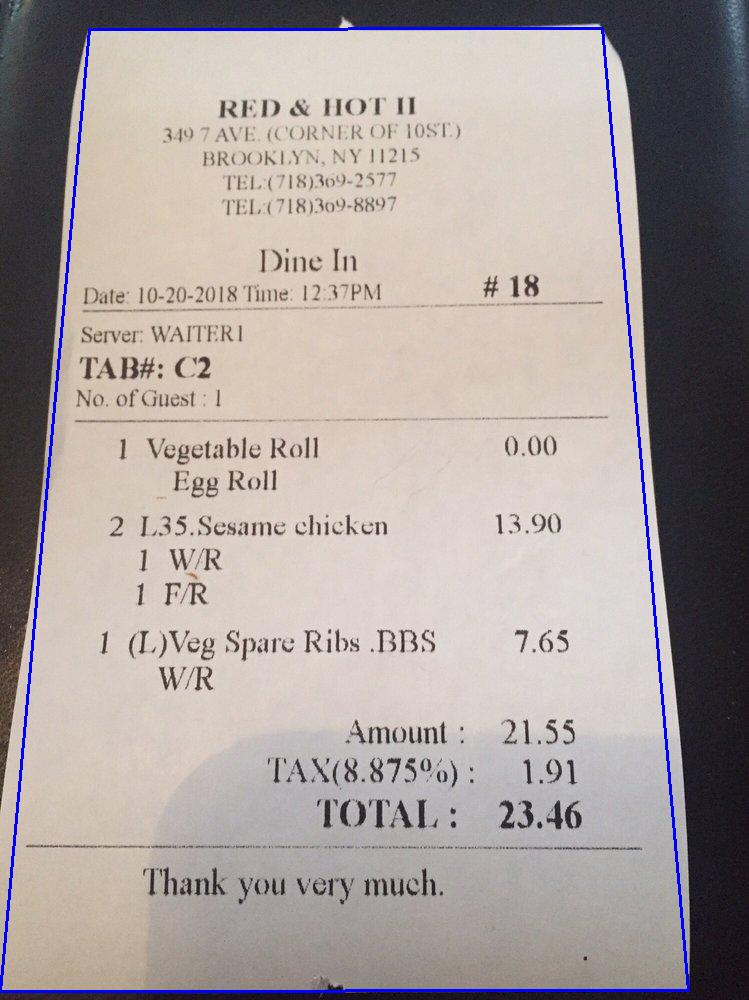 RED & HOT II
349 7 AVE. (CORNER OF 10ST.)
BROOKLYN, NY 11215
TEL:(718)369-2577
TEL:(718)369-8897
Dine In
Date: 10-20-2018 Time: 12:37PM # 18
Server: WAITER1
TAB#: C2
No. of Guest : 1
1 Vegetable Roll 0.00
Egg Roll
2 L35.Sesame chicken 13.90
1 W/R
1 F/R
1 (L)Veg Spare Ribs .BBS 7.65
W/R
Amount : 21.55
TAX(8.875%) : 1.91
TOTAL : 23.46
Thank you very much.